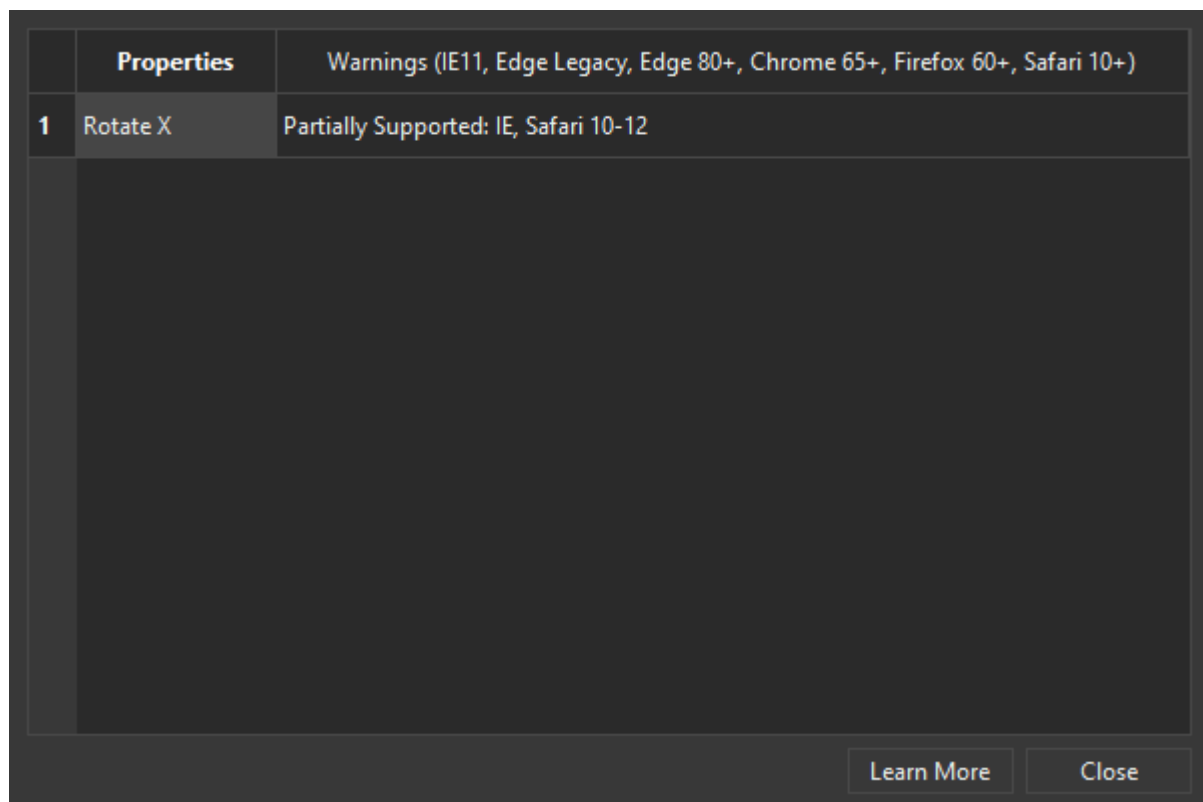 Properties Warnings (IE11, Edge Legacy, Edge 80+, Chrome 65+, Firefox 60+, Safari 10+)
1 Rotate X Partially Supported: IE, Safari 10-12
Learn More Close